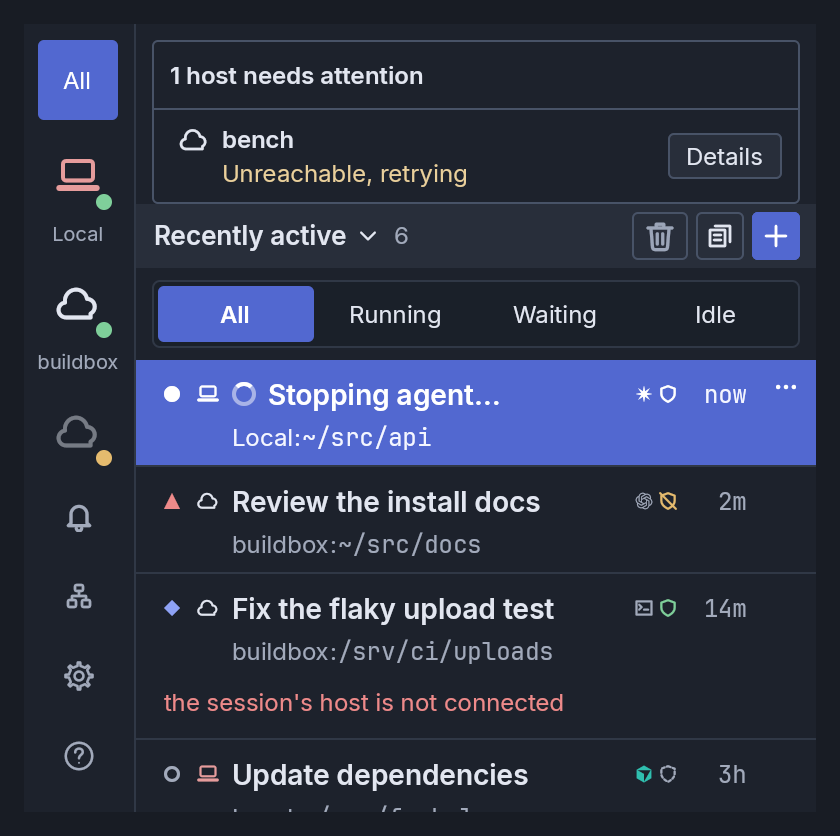 All
Local
buildbox
1 host needs attention
bench
Unreachable, retrying
Details
Recently active 6
All Running Waiting Idle
Stopping agent... now
Local:~/src/api
Review the install docs 2m
buildbox:~/src/docs
Fix the flaky upload test 14m
buildbox:/srv/ci/uploads
the session's host is not connected
Update dependencies 3h